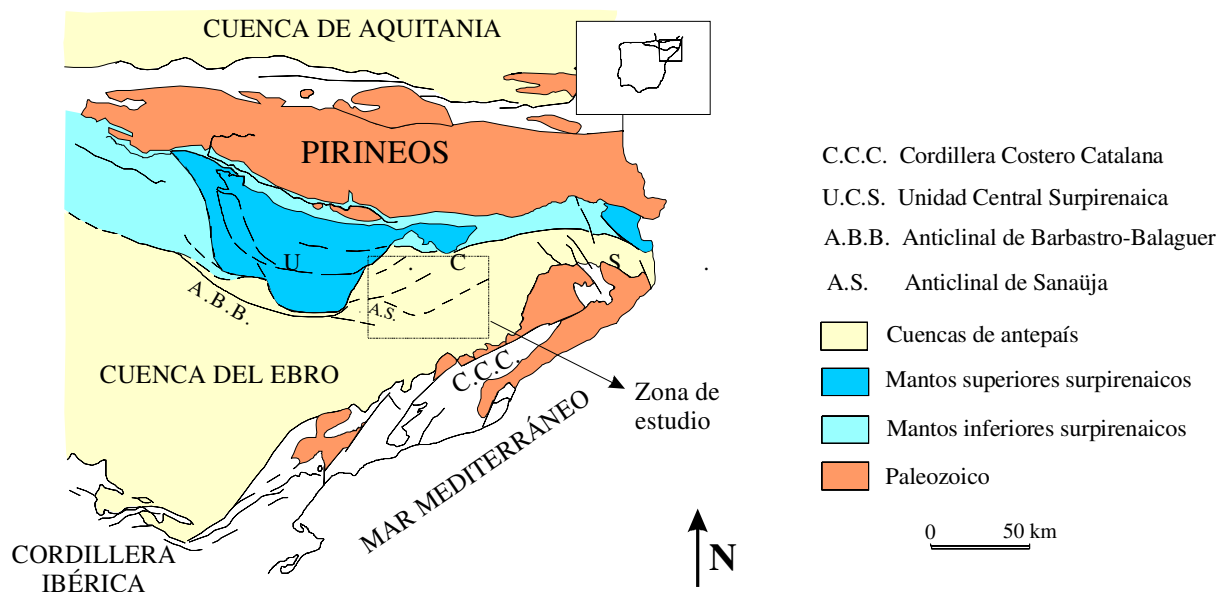 CUENCA DE AQUITANIA
PIRINEOS
U
C
S
A.B.B.
A.S.
CUENCA DEL EBRO
C.C.C.
Zona de
estudio
MAR MEDITERRÁNEO
CORDILLERA
IBÉRICA
N
C.C.C. Cordillera Costero Catalana
U.C.S. Unidad Central Surpirenaica
A.B.B. Anticlinal de Barbastro-Balaguer
A.S. Anticlinal de Sanaüja
Cuencas de antepaís
Mantos superiores surpirenaicos
Mantos inferiores surpirenaicos
Paleozoico
0 50 km